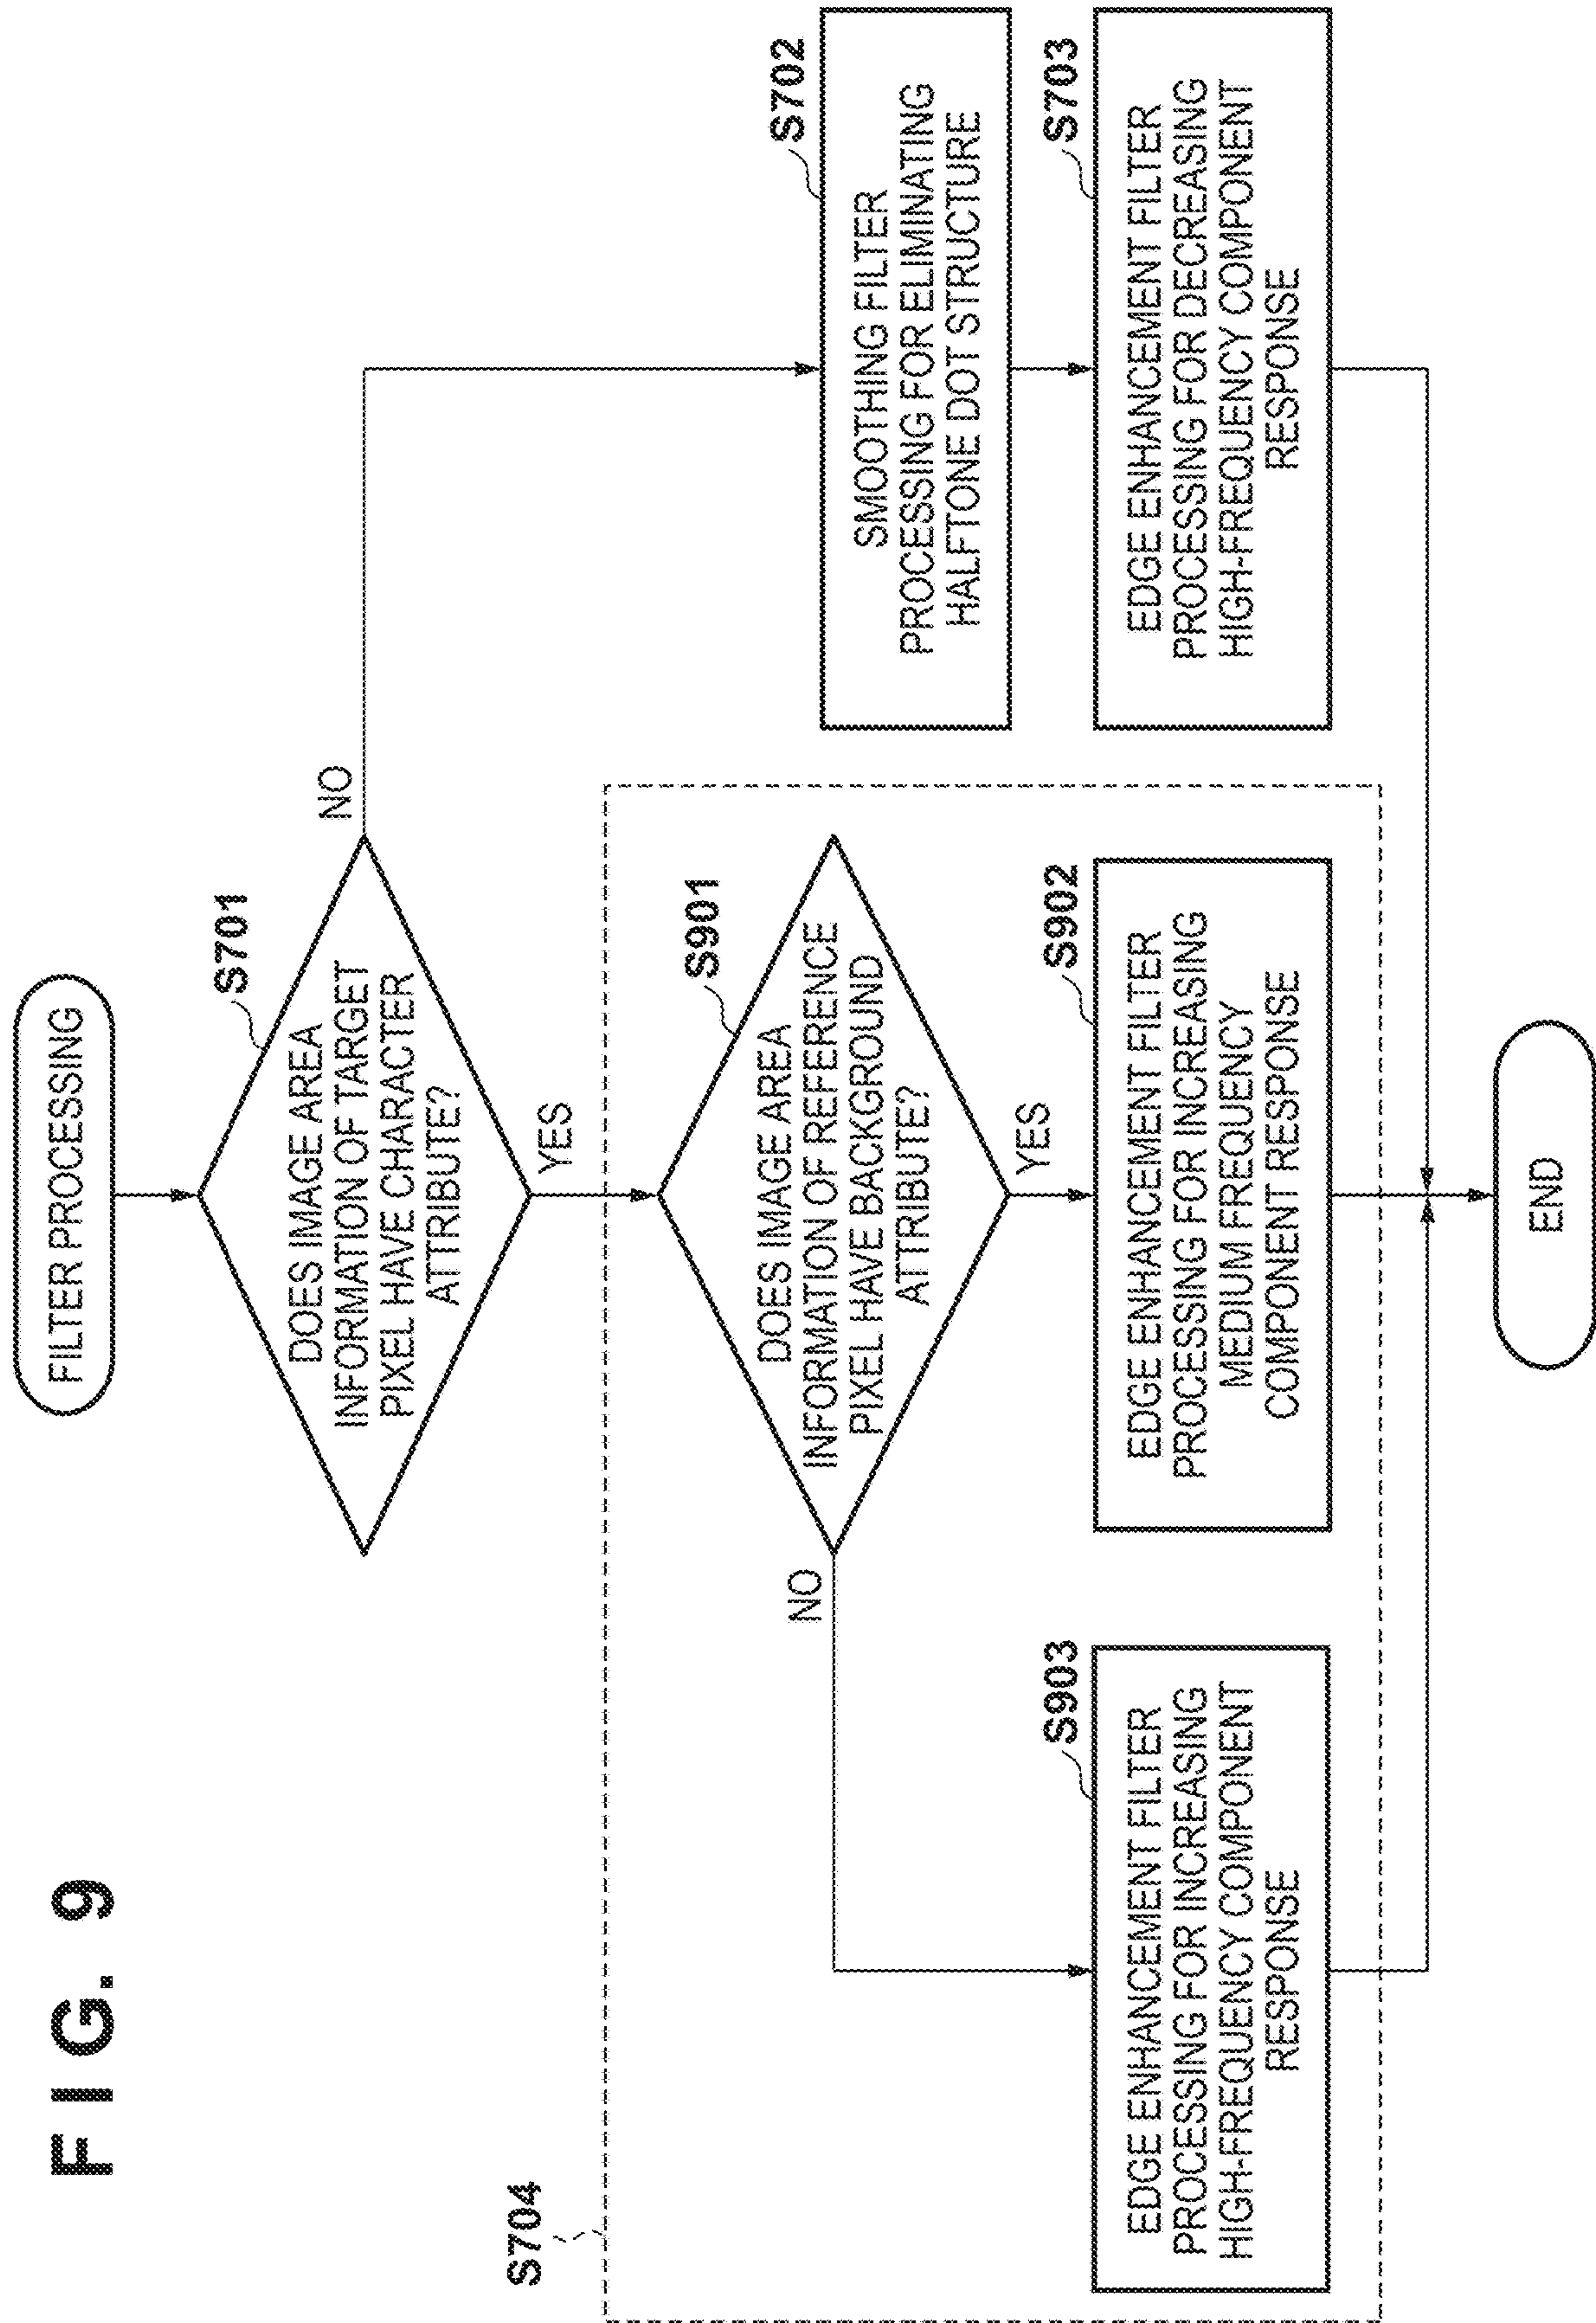 FIG. 9
FILTER PROCESSING
S701
DOES IMAGE AREA
INFORMATION OF TARGET
PIXEL HAVE CHARACTER
ATTRIBUTE?
NO
YES
S704
S901
DOES IMAGE AREA
INFORMATION OF REFERENCE
PIXEL HAVE BACKGROUND
ATTRIBUTE?
NO
YES
S702
SMOOTHING FILTER
PROCESSING FOR ELIMINATING
HALFTONE DOT STRUCTURE
S903
EDGE ENHANCEMENT FILTER
PROCESSING FOR INCREASING
HIGH-FREQUENCY COMPONENT
RESPONSE
S902
EDGE ENHANCEMENT FILTER
PROCESSING FOR INCREASING
MEDIUM FREQUENCY
COMPONENT RESPONSE
S703
EDGE ENHANCEMENT FILTER
PROCESSING FOR DECREASING
HIGH-FREQUENCY COMPONENT
RESPONSE
END